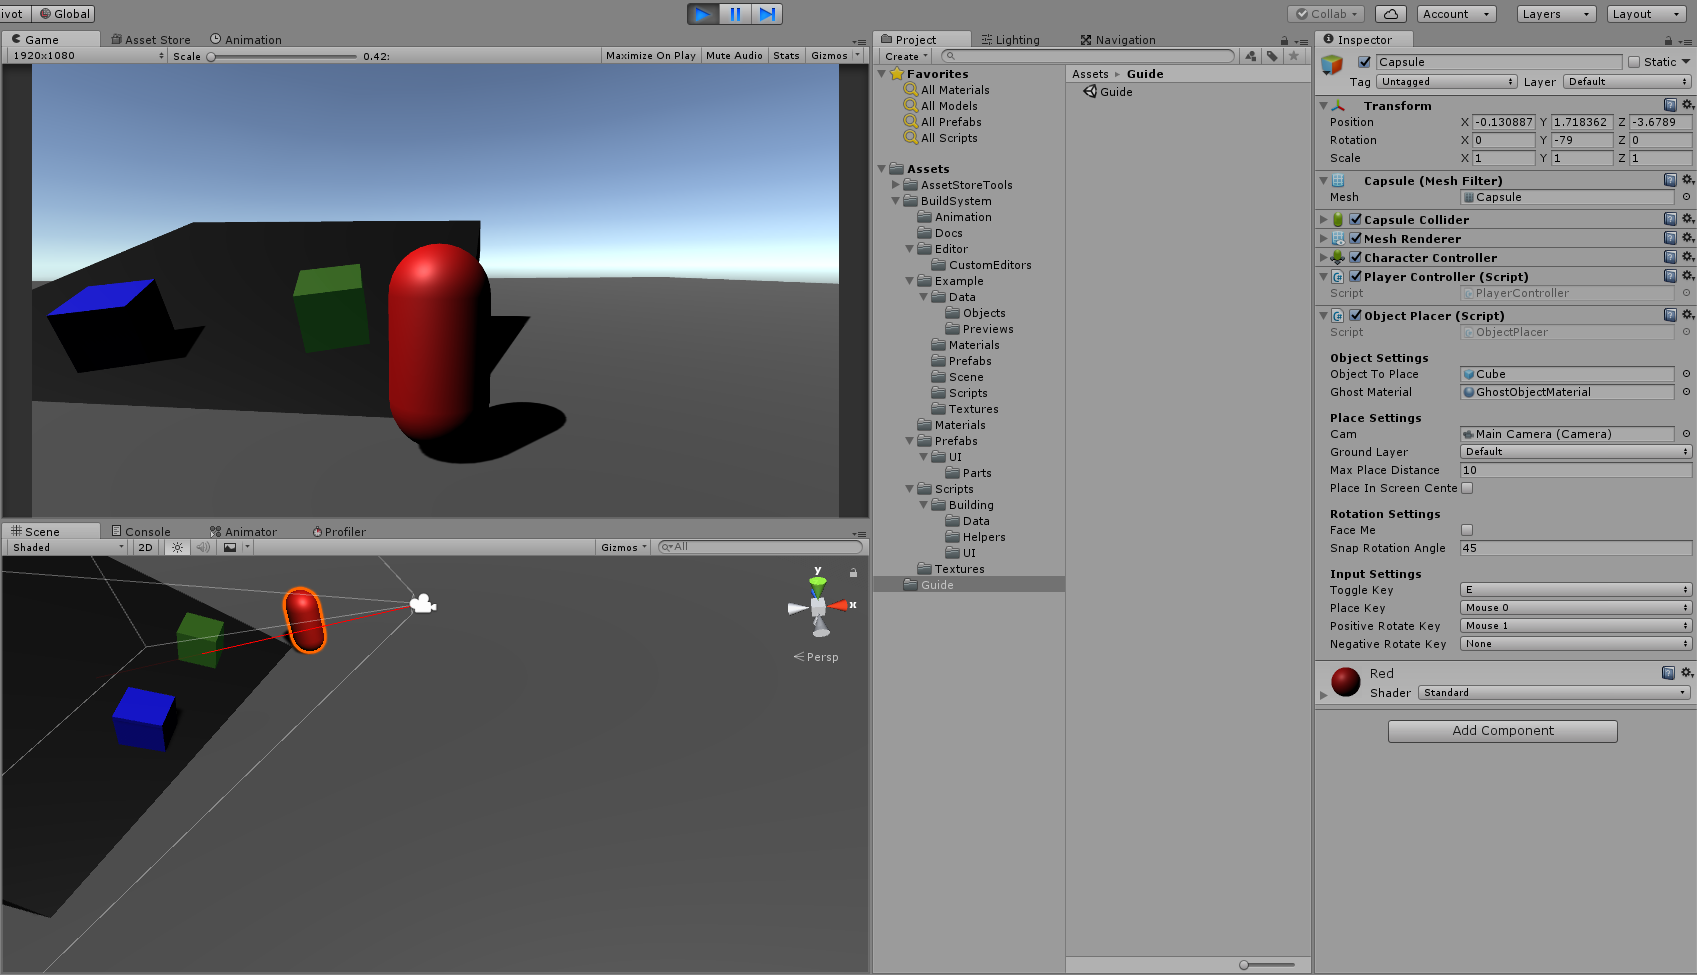 ivot Global
Collab Account Layers Layout
Game Asset Store Animation
1920x1080 Scale 0.42: Maximize On Play Mute Audio Stats Gizmos
Scene Console Animator Profiler
Shaded 2D Gizmos All
y
x
Persp
Project Lighting Navigation
Create
Favorites
All Materials
All Models
All Prefabs
All Scripts
Assets
AssetStoreTools
BuildSystem
Animation
Docs
Editor
CustomEditors
Example
Data
Objects
Previews
Materials
Prefabs
Scene
Scripts
Textures
Materials
Prefabs
UI
Parts
Scripts
Building
Data
Helpers
UI
Textures
Guide
Assets Guide
Guide
Inspector
Capsule Static
Tag Untagged Layer Default
Transform
Position X -0.130887 Y 1.718362 Z -3.6789
Rotation X 0 Y -79 Z 0
Scale X 1 Y 1 Z 1
Capsule (Mesh Filter)
Mesh Capsule
Capsule Collider
Mesh Renderer
Character Controller
Player Controller (Script)
Script PlayerController
Object Placer (Script)
Script ObjectPlacer
Object Settings
Object To Place Cube
Ghost Material GhostObjectMaterial
Place Settings
Cam Main Camera (Camera)
Ground Layer Default
Max Place Distance 10
Place In Screen Cente
Rotation Settings
Face Me
Snap Rotation Angle 45
Input Settings
Toggle Key E
Place Key Mouse 0
Positive Rotate Key Mouse 1
Negative Rotate Key None
Red
Shader Standard
Add Component